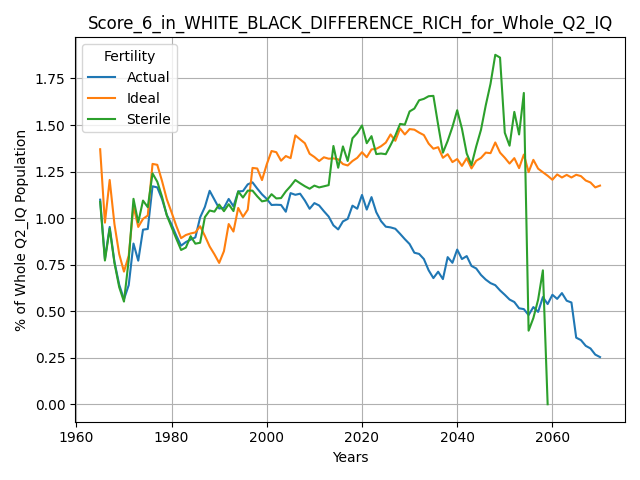 Score_6_in_WHITE_BLACK_DIFFERENCE_RICH_for_Whole_Q2_IQ
Fertility
Actual
Ideal
Sterile
% of Whole Q2_IQ Population
1.75
1.50
1.25
1.00
0.75
0.50
0.25
0.00
1960
1980
2000
2020
2040
2060
Years